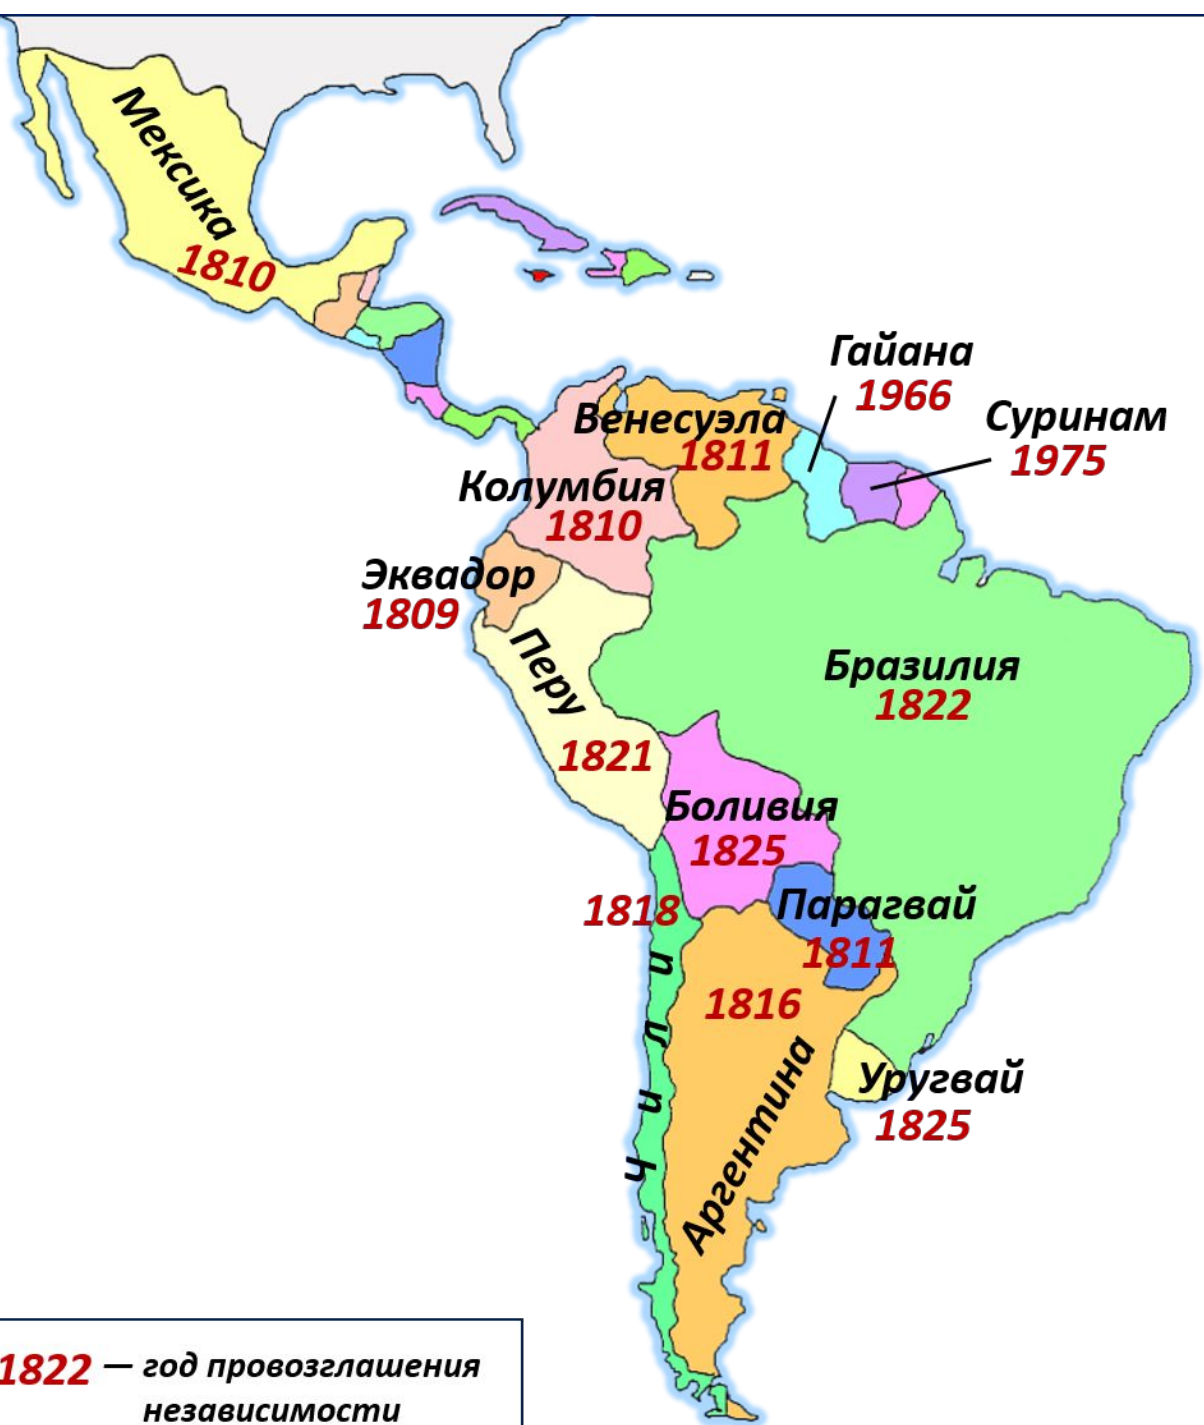 Мексика
1810
Гайана
1966
Суринам
1975
Венесуэла
1811
Колумбия
1810
Эквадор
1809
Перу
1821
Бразилия
1822
Боливия
1825
Парагвай
1811
1818
Чили
1816
Аргентина
Уругвай
1825
1822 — год провозглашения
независимости